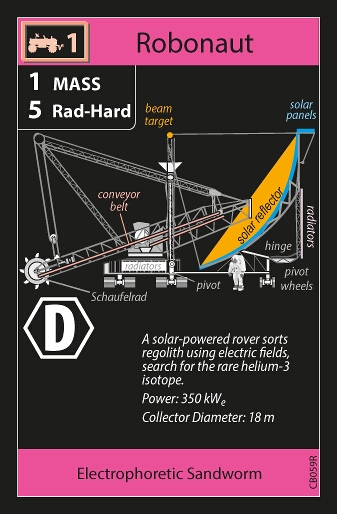 1
Robonaut
1 MASS
5 Rad-Hard
beam
target
solar
panels
conveyor
belt
solar reflector
radiators
hinge
radiators
pivot
pivot
wheels
Schaufelrad
D
A solar-powered rover sorts
regolith using electric fields,
search for the rare helium-3
isotope.
Power: 350 kWe
Collector Diameter: 18 m
Electrophoretic Sandworm
CB059R